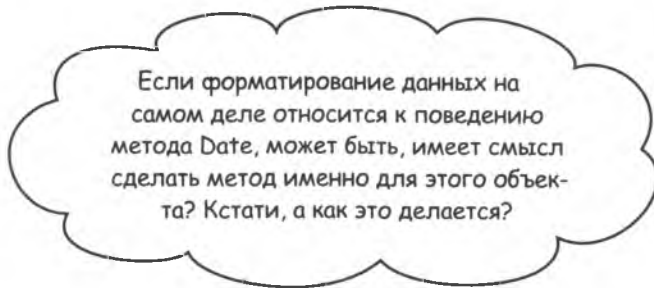 Если форматирование данных на
самом деле относится к поведению
метода Date, может быть, имеет смысл
сделать метод именно для этого объек-
та? Кстати, а как это делается?